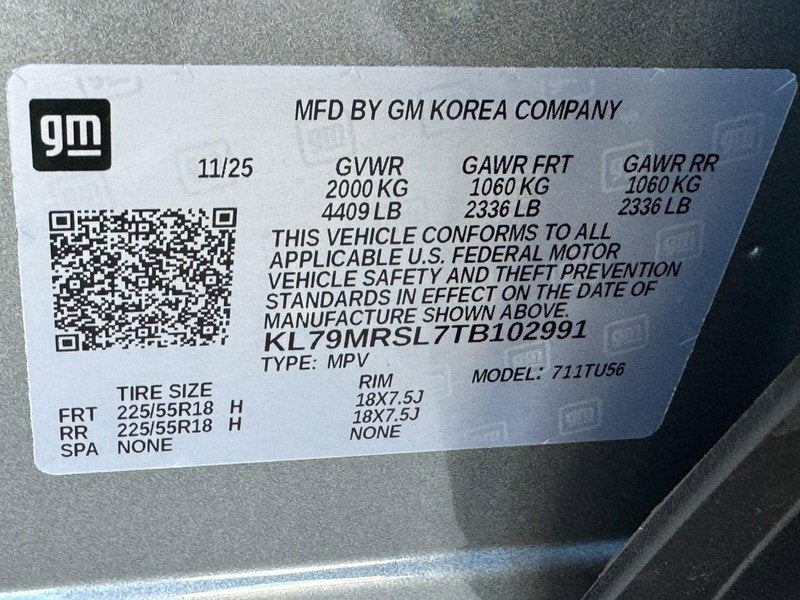 gm
MFD BY GM KOREA COMPANY
11/25 GVWR GAWR FRT GAWR RR
2000 KG 1060 KG 1060 KG
4409 LB 2336 LB 2336 LB
THIS VEHICLE CONFORMS TO ALL
APPLICABLE U.S. FEDERAL MOTOR
VEHICLE SAFETY AND THEFT PREVENTION
STANDARDS IN EFFECT ON THE DATE OF
MANUFACTURE SHOWN ABOVE.
KL79MRSL7TB102991
TYPE: MPV MODEL: 711TU56
TIRE SIZE RIM
FRT 225/55R18 H 18X7.5J
RR 225/55R18 H 18X7.5J
SPA NONE NONE